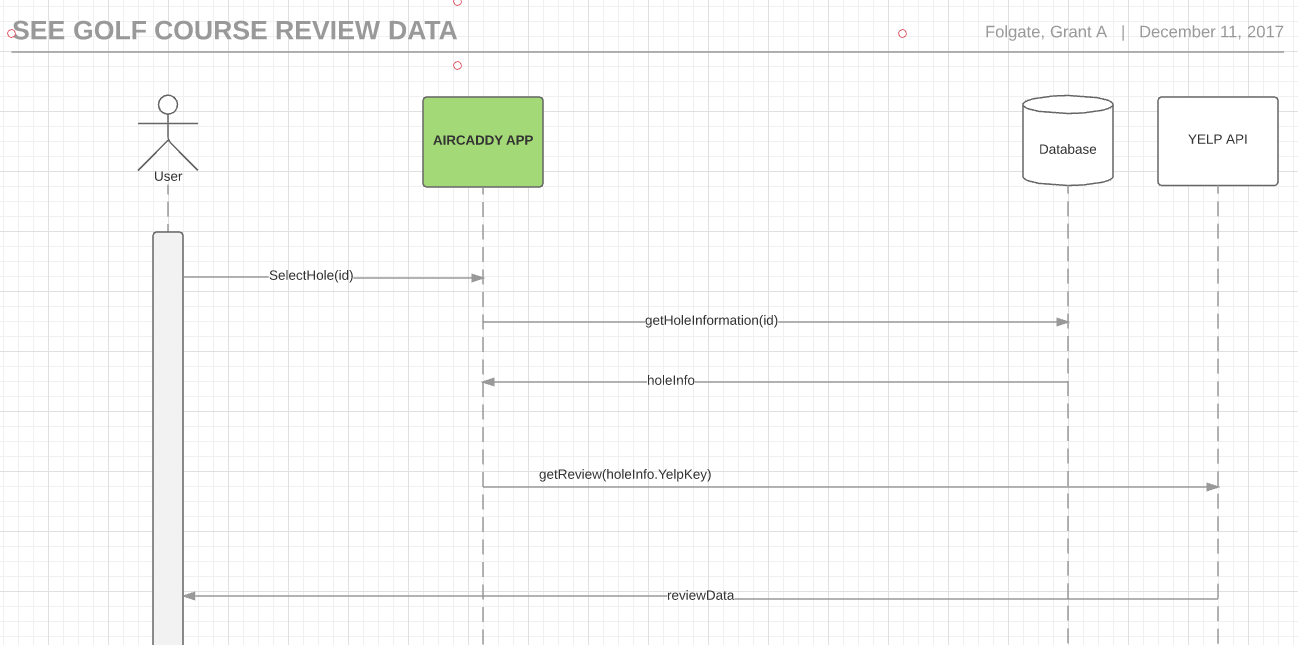 SEE GOLF COURSE REVIEW DATA
Folgate, Grant A | December 11, 2017
AIRCADDY APP
Database
YELP API
User
SelectHole(id)
getHoleInformation(id)
holeInfo
getReview(holeInfo.YelpKey)
reviewData